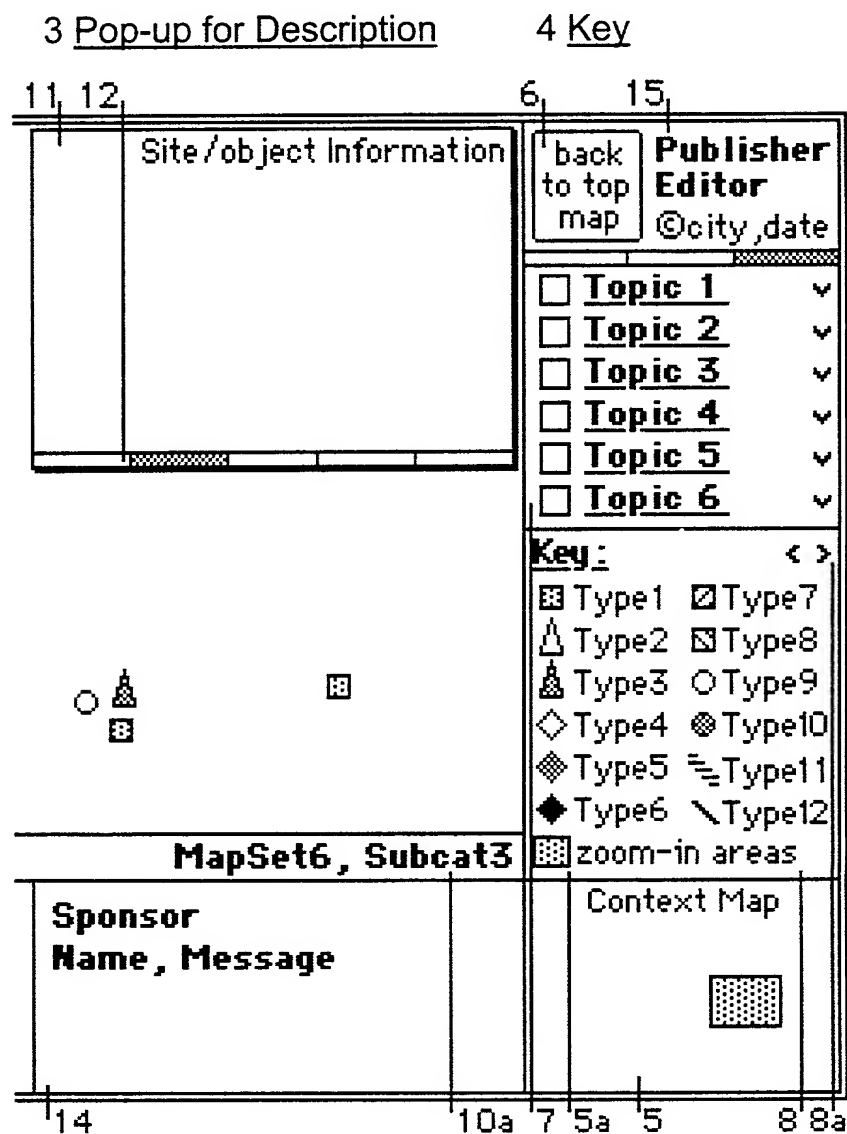 3 Pop-up for Description
4 Key
11 12
6 15
Site/object Information
back
to top
map
Publisher
Editor
©city,date
Topic 1
Topic 2
Topic 3
Topic 4
Topic 5
Topic 6
Key: < >
Type1 Type7
Type2 Type8
Type3 Type9
Type4 Type10
Type5 Type11
Type6 Type12
zoom-in areas
MapSet6, Subcat3
Sponsor
Name, Message
Context Map
14 10a 7 5a 5 8 8a